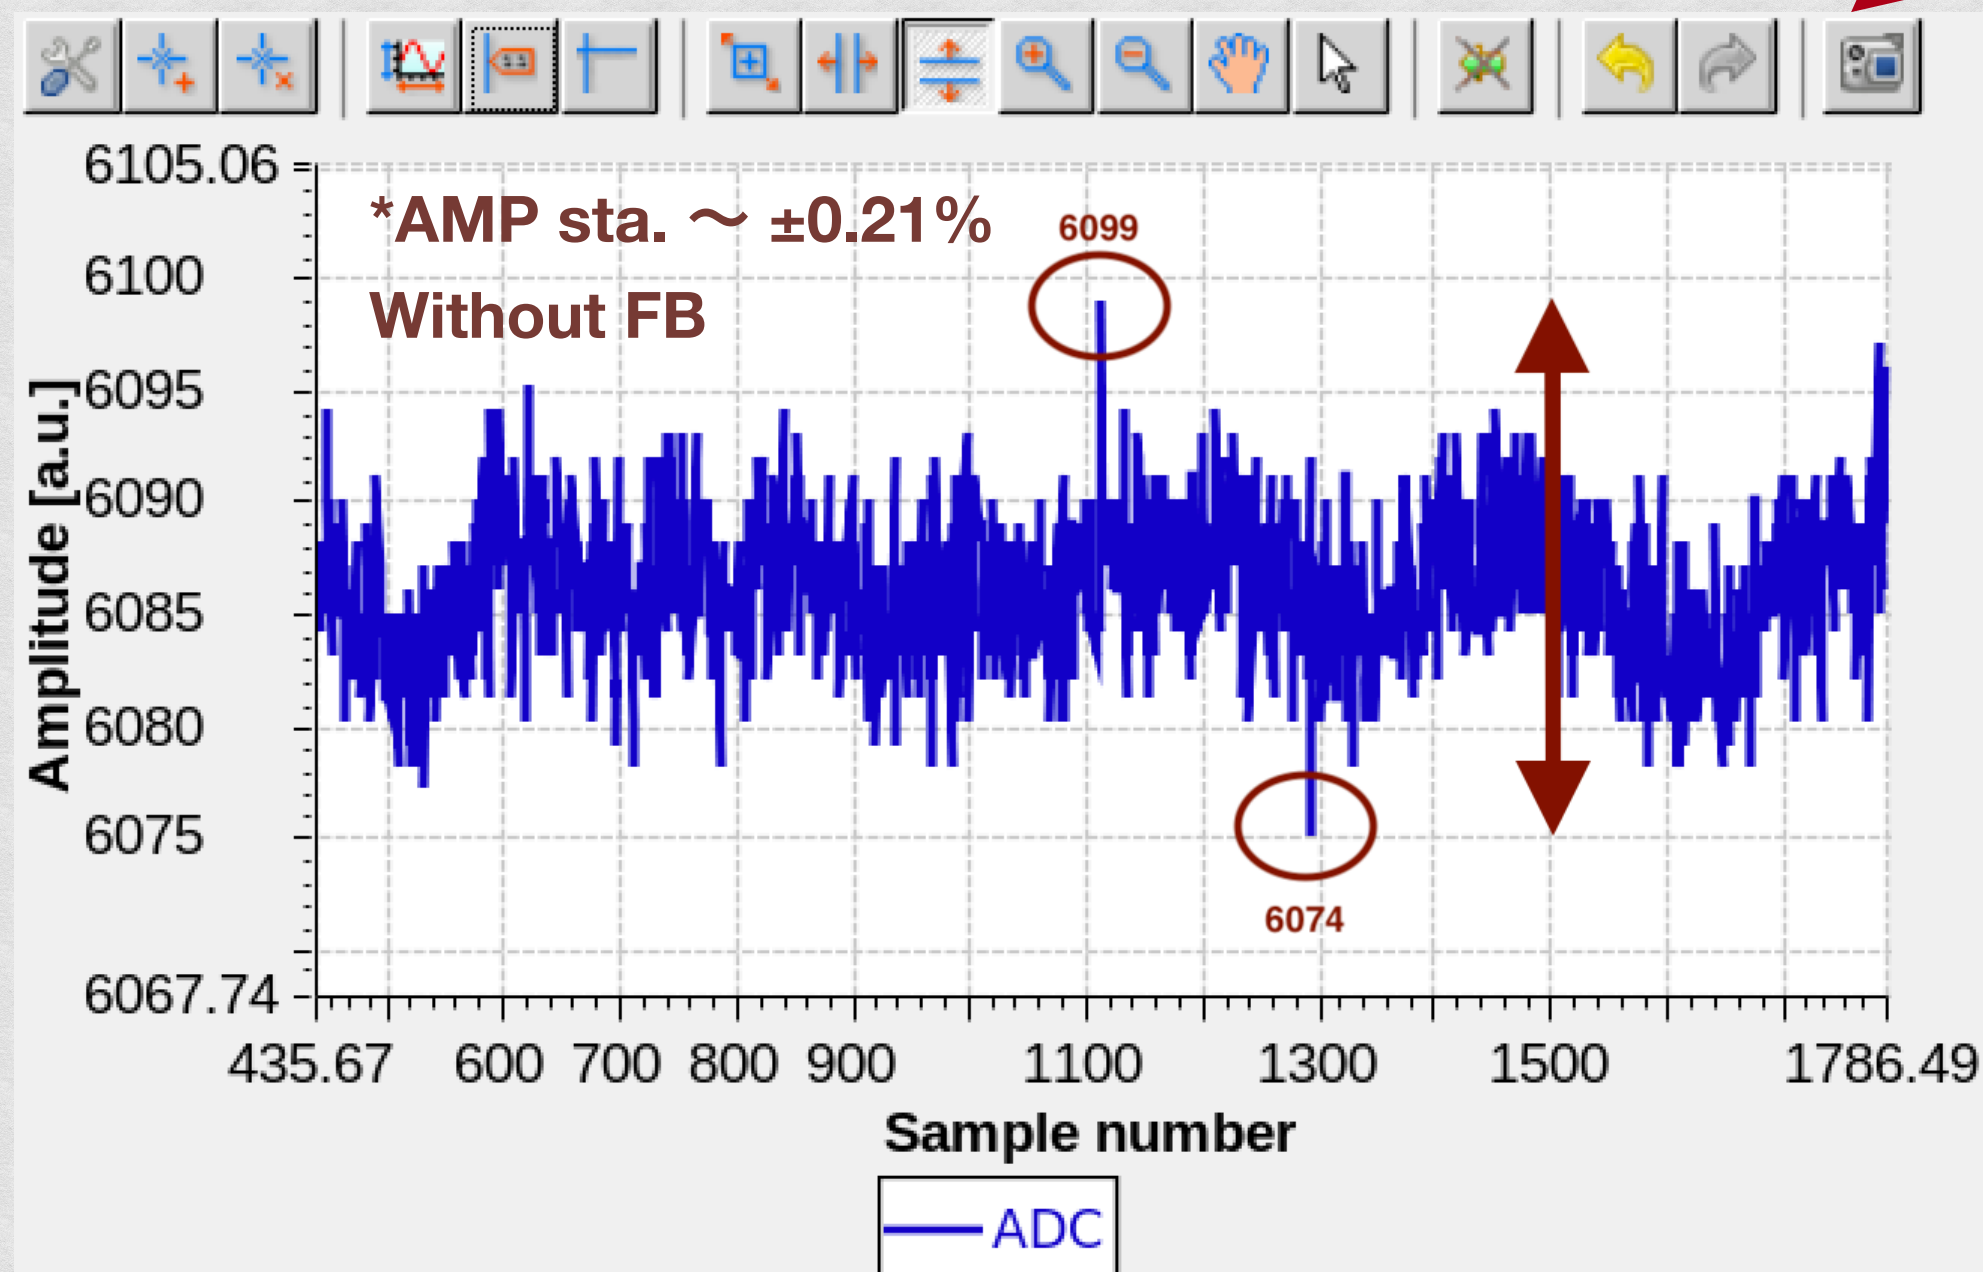 6105.06
*AMP sta. ～ ±0.21%
6099
6100
Without FB
6095
6090
6085
6080
6075
6074
6067.74
Amplitude [a.u.]
435.67 600 700 800 900 1100 1300 1500 1786.49
Sample number
ADC